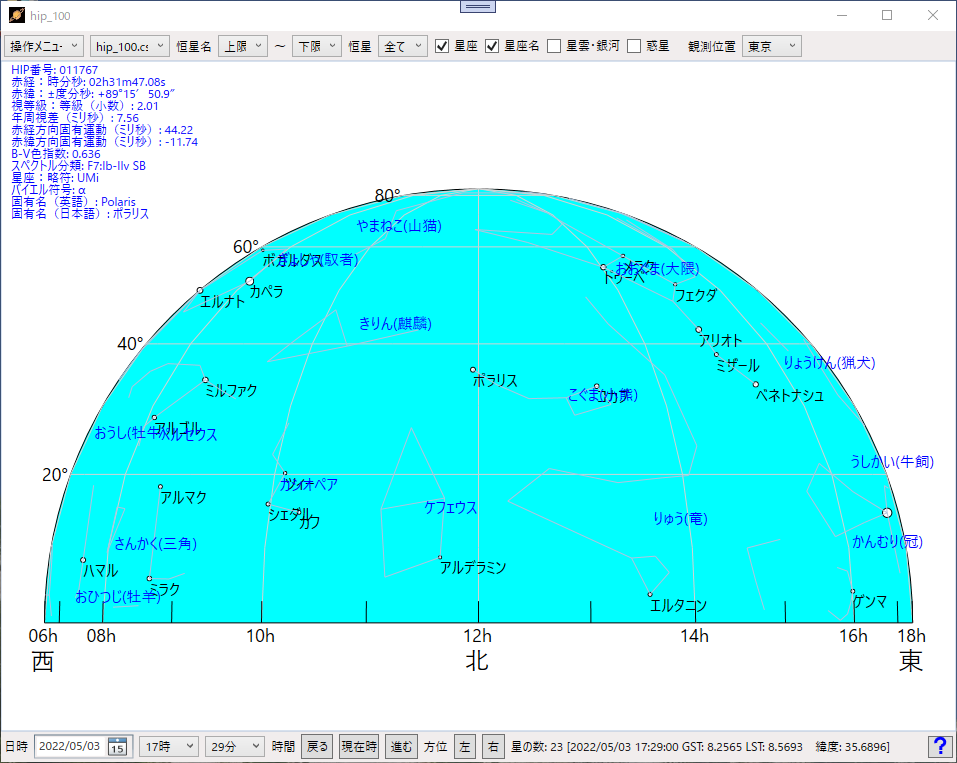 hip_100
操作メニュー hip_100.cs 恒星名 上限 ～ 下限 恒星 全て 星座 星座名 星雲・銀河 惑星 観測位置 東京
HIP番号: 011767
赤経：時分秒: 02h31m47.08s
赤緯：±度分秒: +89°15′50.9″
視等級：等級（小数）: 2.01
年周視差（ミリ秒）: 7.56
赤経方向固有運動（ミリ秒）: 44.22
赤緯方向固有運動（ミリ秒）: -11.74
B-V色指数: 0.636
スペクトル分類: F7:Ib-IIv SB
星座：略符: UMi
バイエル符号: α
固有名（英語）: Polaris
固有名（日本語）: ポラリス
80°
やまねこ(山猫)
60°
(馭者)
おおぐま(大隈)
ドゥーベ
カペラ
フェクダ
エルナト
きりん(麒麟)
40°
アリオト
りょうけん(猟犬)
ミザール
ポラリス
ミルファク
こぐま(小熊)
ベネトナシュ
アルゴル
おうし(牡牛)
ペルセウス
うしかい(牛飼)
20°
カシオペア
アルマク
ケフェウス
シェダル
カフ
りゅう(竜)
さんかく(三角)
かんむり(冠)
ハマル
アルデラミン
ミラク
おひつじ(牡羊)
エルタニン
ゲンマ
06h 08h 10h 12h 14h 16h 18h
西 北 東
日時 2022/05/03 15 17時 29分 時間 戻る 現在時 進む 方位 左 右 星の数: 23 [2022/05/03 17:29:00 GST: 8.2565 LST: 8.5693 緯度: 35.6896] ?